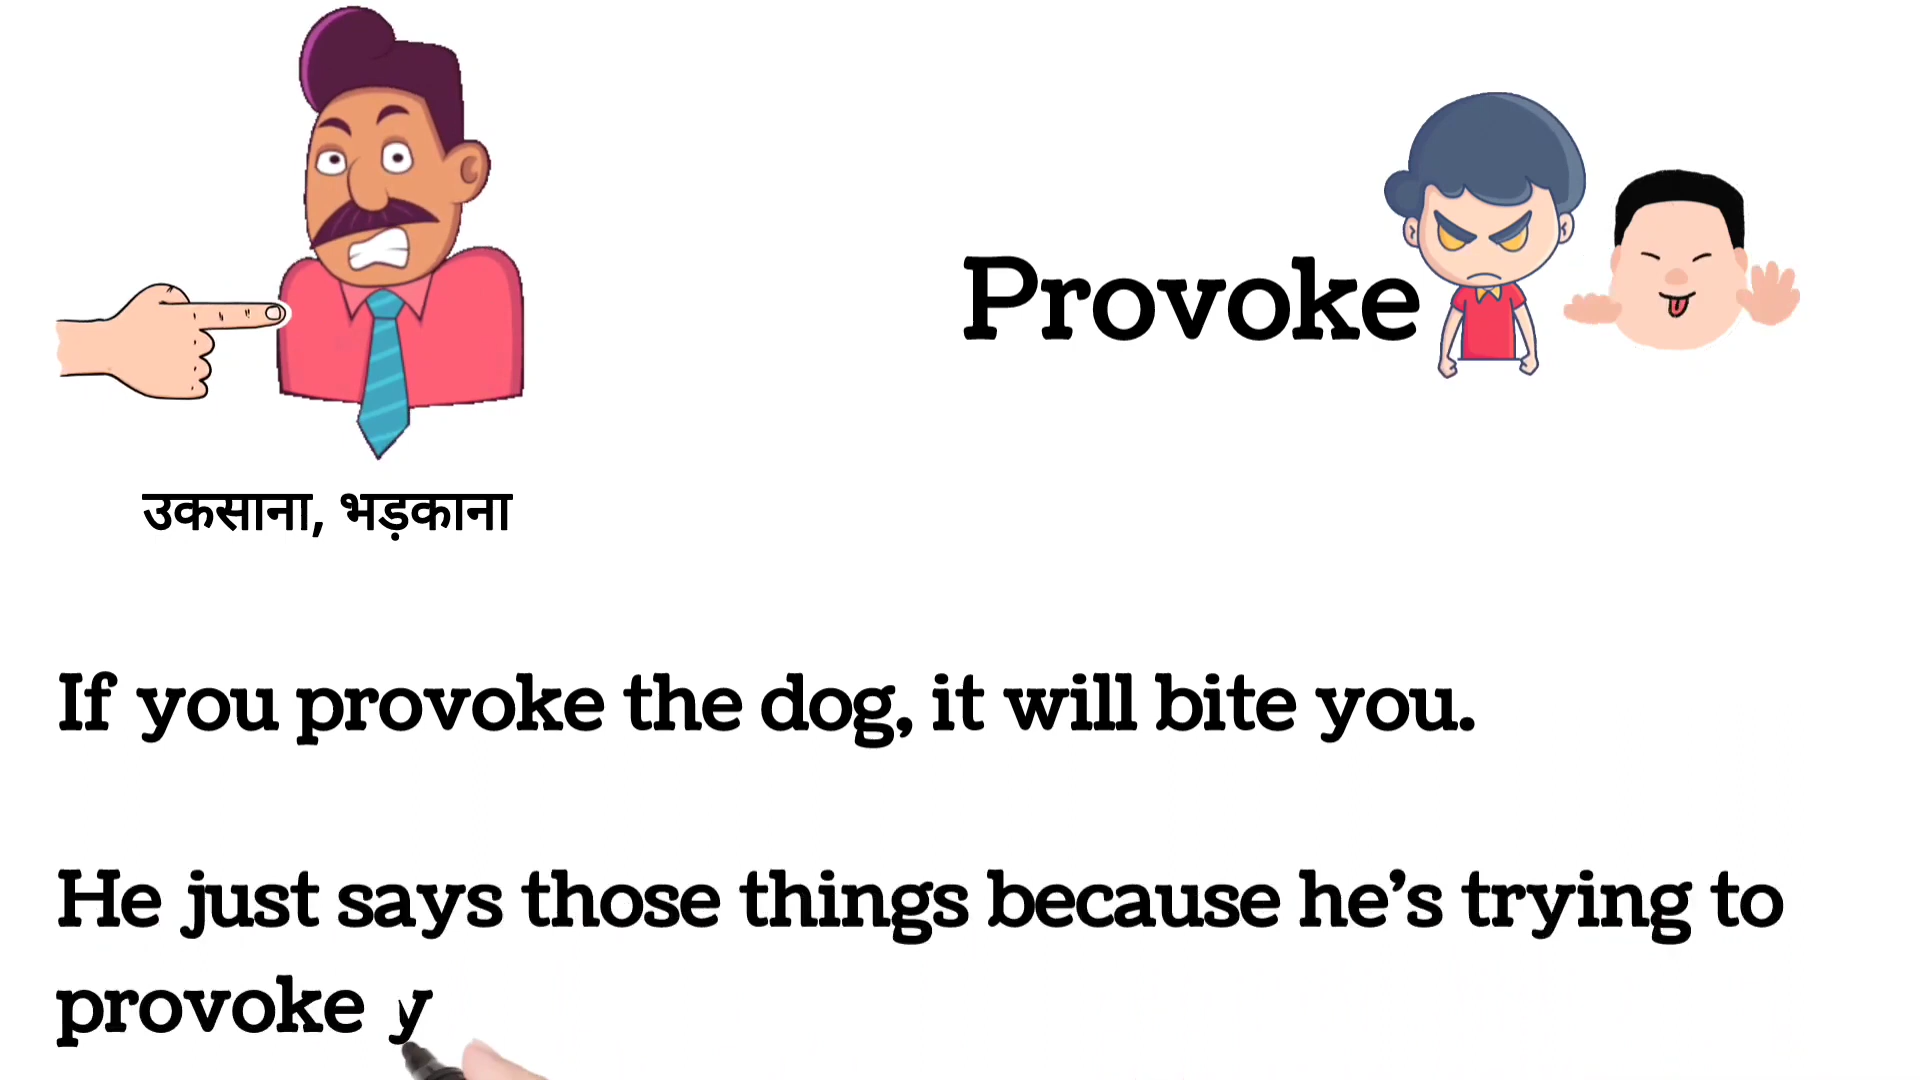 Provoke
उकसाना, भड़काना
If you provoke the dog, it will bite you.
He just says those things because he's trying to
provoke y